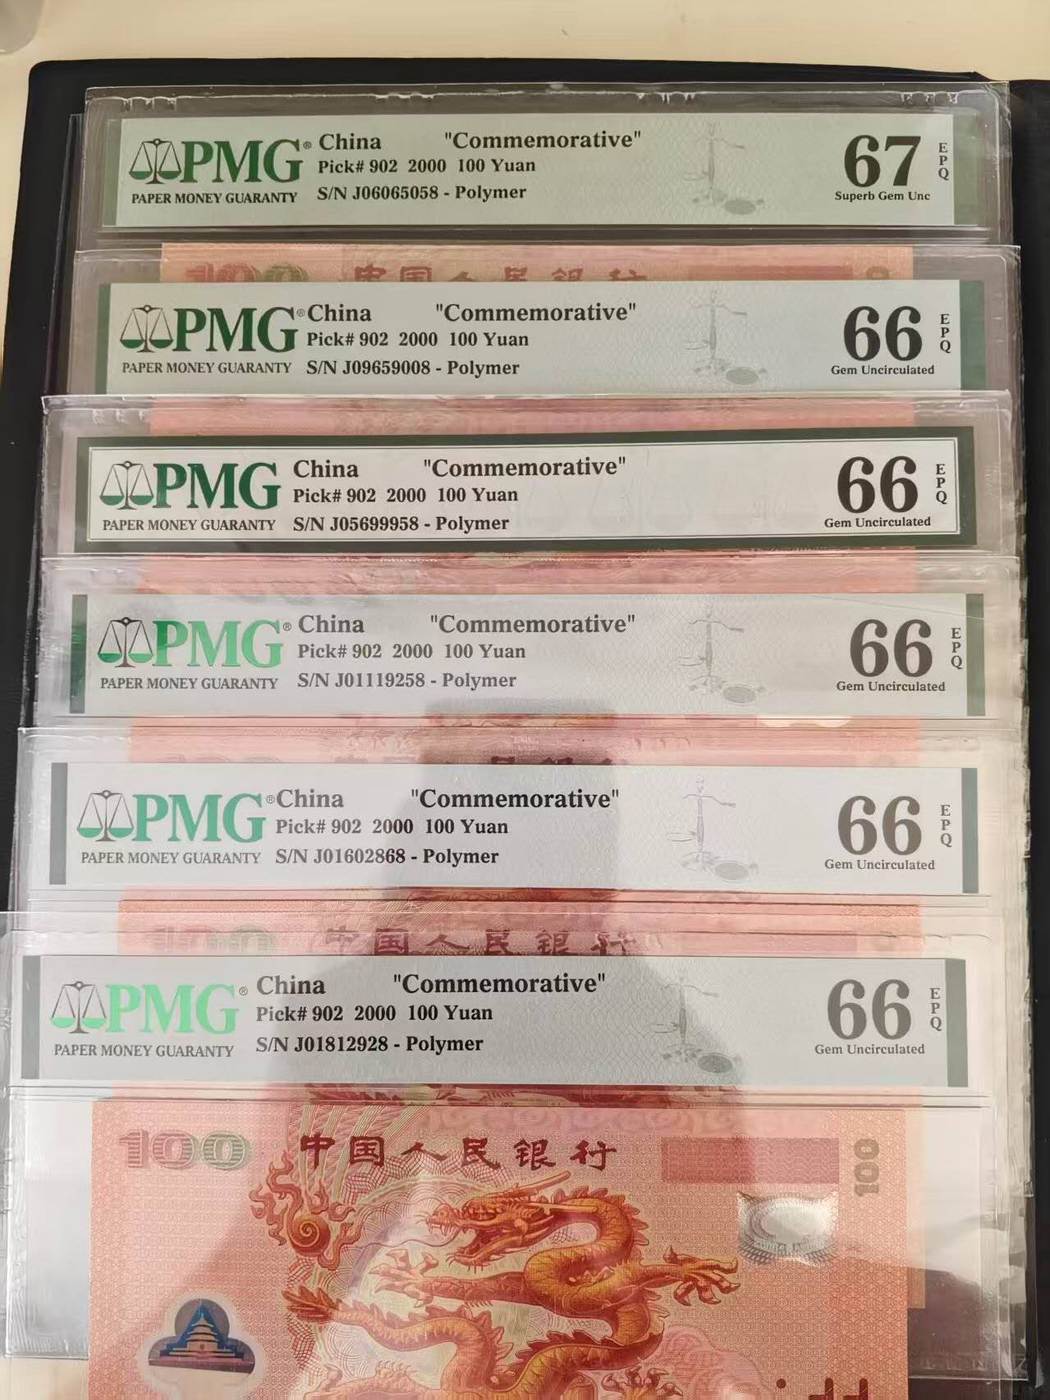 PMG® China "Commemorative" 67 EPQ
Pick# 902 2000 100 Yuan
PAPER MONEY GUARANTY S/N J06065058 - Polymer Superb Gem Unc
100 中国人民银行
PMG® China "Commemorative" 66 EPQ
Pick# 902 2000 100 Yuan
PAPER MONEY GUARANTY S/N J09659008 - Polymer Gem Uncirculated
PMG China "Commemorative" 66 EPQ
Pick# 902 2000 100 Yuan
PAPER MONEY GUARANTY S/N J05699958 - Polymer Gem Uncirculated
PMG® China "Commemorative" 66 EPQ
Pick# 902 2000 100 Yuan
PAPER MONEY GUARANTY S/N J01119258 - Polymer Gem Uncirculated
PMG® China "Commemorative" 66 EPQ
Pick# 902 2000 100 Yuan
PAPER MONEY GUARANTY S/N J01602868 - Polymer Gem Uncirculated
100 中国人民银行
PMG® China "Commemorative" 66 EPQ
Pick# 902 2000 100 Yuan
PAPER MONEY GUARANTY S/N J01812928 - Polymer Gem Uncirculated
100 中国人民银行 100